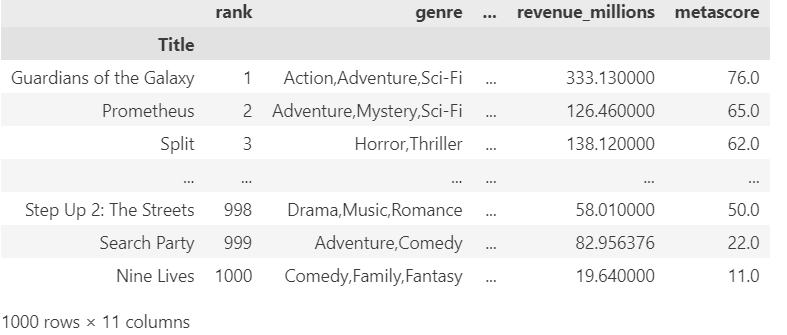 rank genre ... revenue_millions metascore
Title
Guardians of the Galaxy 1 Action,Adventure,Sci-Fi ... 333.130000 76.0
Prometheus 2 Adventure,Mystery,Sci-Fi ... 126.460000 65.0
Split 3 Horror,Thriller ... 138.120000 62.0
... ... ... ... ... ...
Step Up 2: The Streets 998 Drama,Music,Romance ... 58.010000 50.0
Search Party 999 Adventure,Comedy ... 82.956376 22.0
Nine Lives 1000 Comedy,Family,Fantasy ... 19.640000 11.0
1000 rows × 11 columns